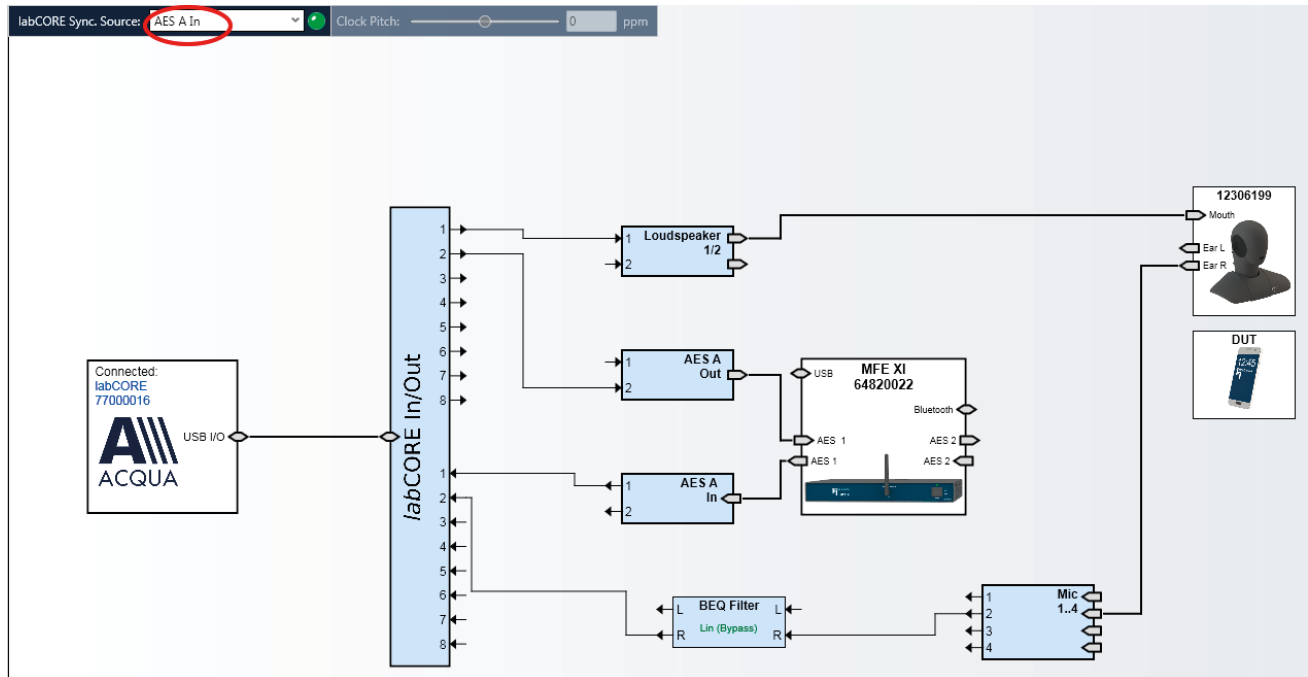 labCORE Sync. Source: AES A In Clock Pitch: 0 ppm
12306199
Mouth
Ear L
Ear R
DUT
Connected:
labCORE
77000016
ACQUA
USB I/O
labCORE In/Out
1
2
3
4
5
6
7
8
1
2
3
4
5
6
7
8
Loudspeaker
1/2
1
2
AES A
Out
1
2
AES A
In
1
2
MFE XI
64820022
USB
Bluetooth
AES 1
AES 2
AES 1
AES 2
BEQ Filter
Lin (Bypass)
L
L
R
R
Mic
1..4
1
2
3
4